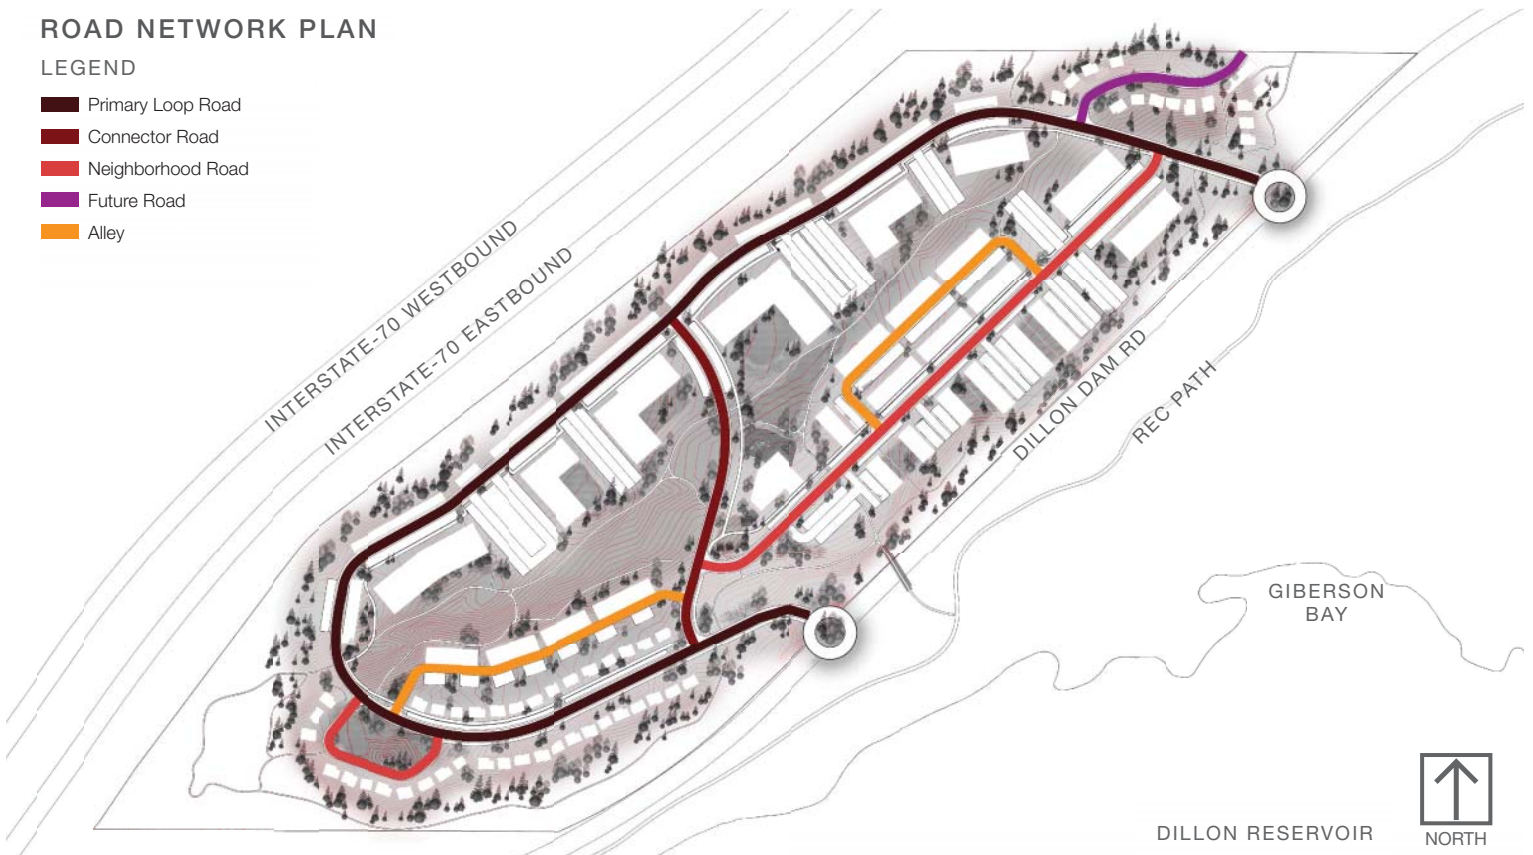 ROAD NETWORK PLAN
LEGEND
Primary Loop Road
Connector Road
Neighborhood Road
Future Road
Alley
INTERSTATE-70 WESTBOUND
INTERSTATE-70 EASTBOUND
DILLON DAM RD
REC PATH
GIBERSON
BAY
DILLON RESERVOIR
NORTH